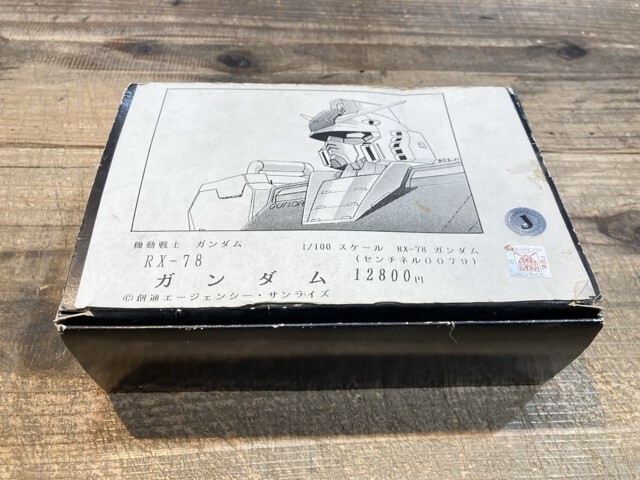 GUNDA
機動戦士 ガンダム
RX-78
ガンダム
1/100 スケール RX-78 ガンダム
(センチネル0079)
12800円
©創通エージェンシー・サンライズ
J